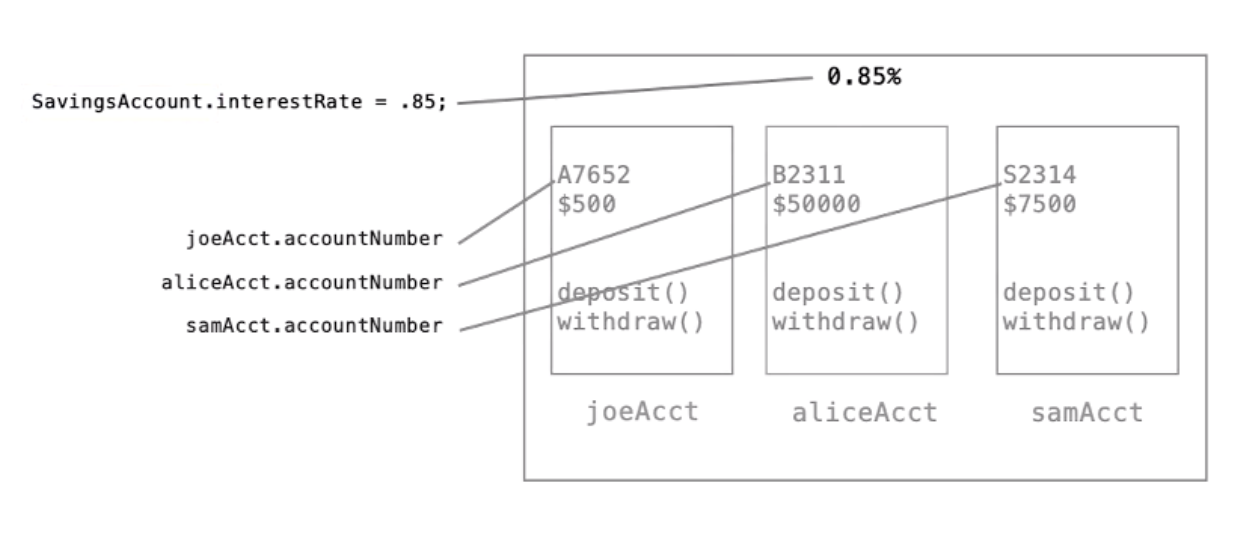 0.85%
SavingsAccount.interestRate = .85;
A7652
$500
B2311
$50000
S2314
$7500
joeAcct.accountNumber
aliceAcct.accountNumber
samAcct.accountNumber
deposit()
withdraw()
deposit()
withdraw()
deposit()
withdraw()
joeAcct
aliceAcct
samAcct